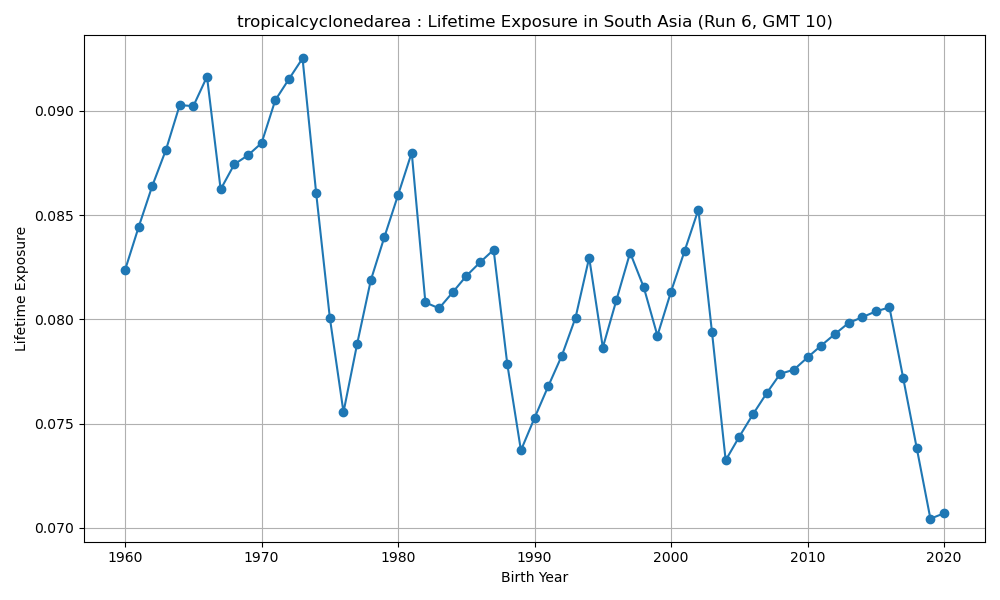 tropicalcyclonedarea : Lifetime Exposure in South Asia (Run 6, GMT 10)
Lifetime Exposure
0.090
0.085
0.080
0.075
0.070
1960 1970 1980 1990 2000 2010 2020
Birth Year